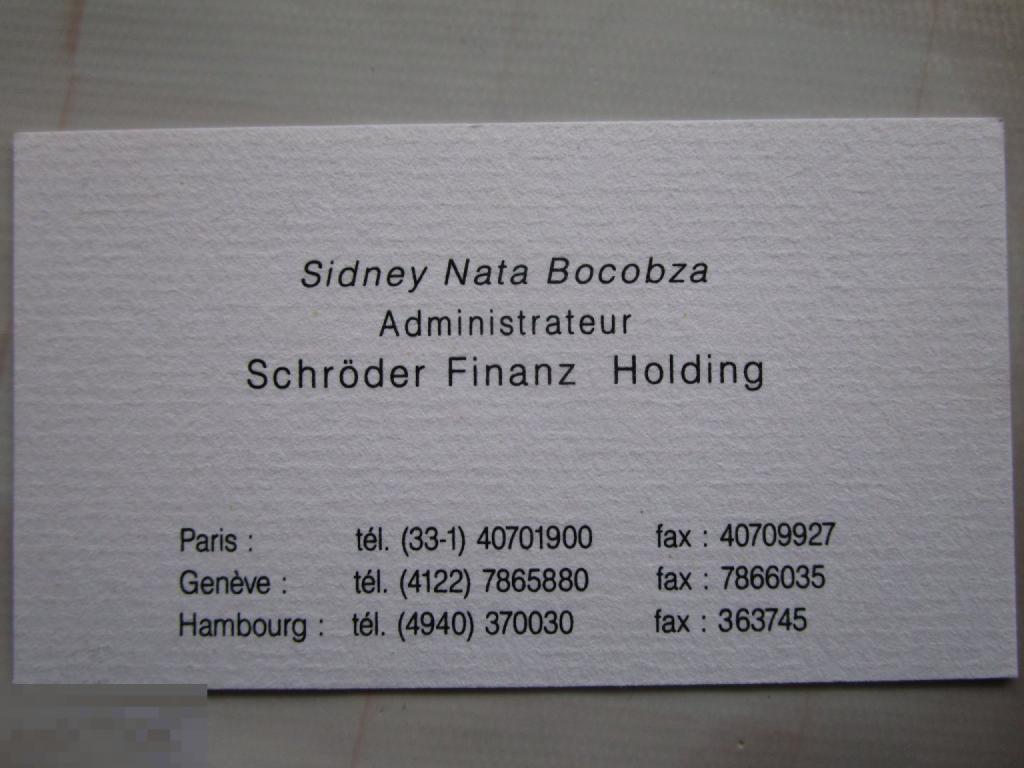 Sidney Nata Bocobza
Administrateur
Schröder Finanz Holding
Paris : tél. (33-1) 40701900 fax : 40709927
Genève : tél. (4122) 7865880 fax : 7866035
Hambourg : tél. (4940) 370030 fax : 363745